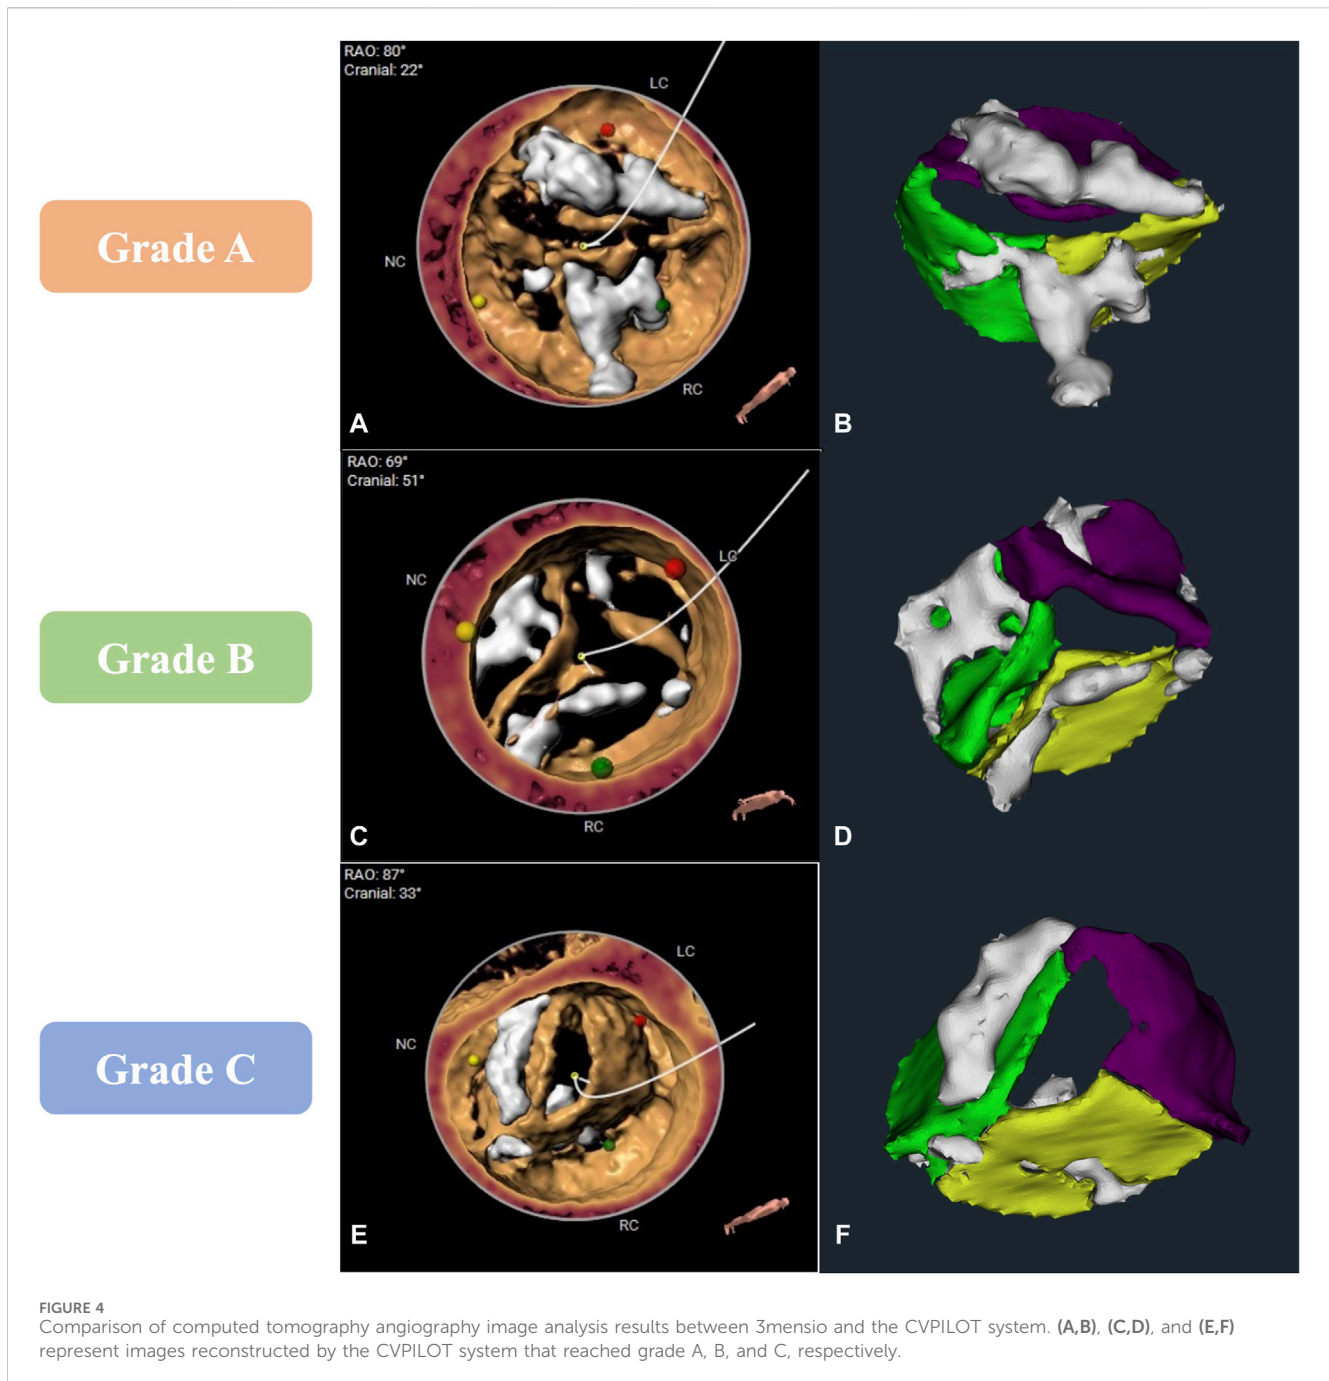 RAO: 80°
Cranial: 22°
LC
NC
RC
A
B
Grade A
RAO: 69°
Cranial: 51°
LC
NC
RC
C
D
Grade B
RAO: 87°
Cranial: 33°
LC
NC
RC
E
F
Grade C
FIGURE 4
Comparison of computed tomography angiography image analysis results between 3mensio and the CVPILOT system. (A,B), (C,D), and (E,F)
represent images reconstructed by the CVPILOT system that reached grade A, B, and C, respectively.